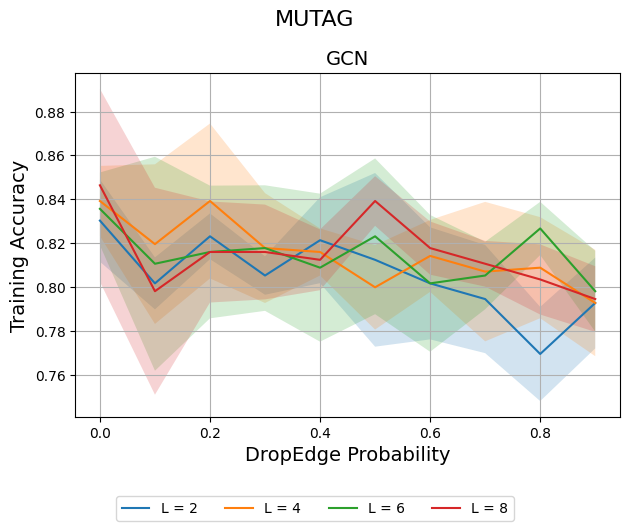 MUTAG
GCN
Training Accuracy
0.88
0.86
0.84
0.82
0.80
0.78
0.76
0.0 0.2 0.4 0.6 0.8
DropEdge Probability
L = 2 L = 4 L = 6 L = 8